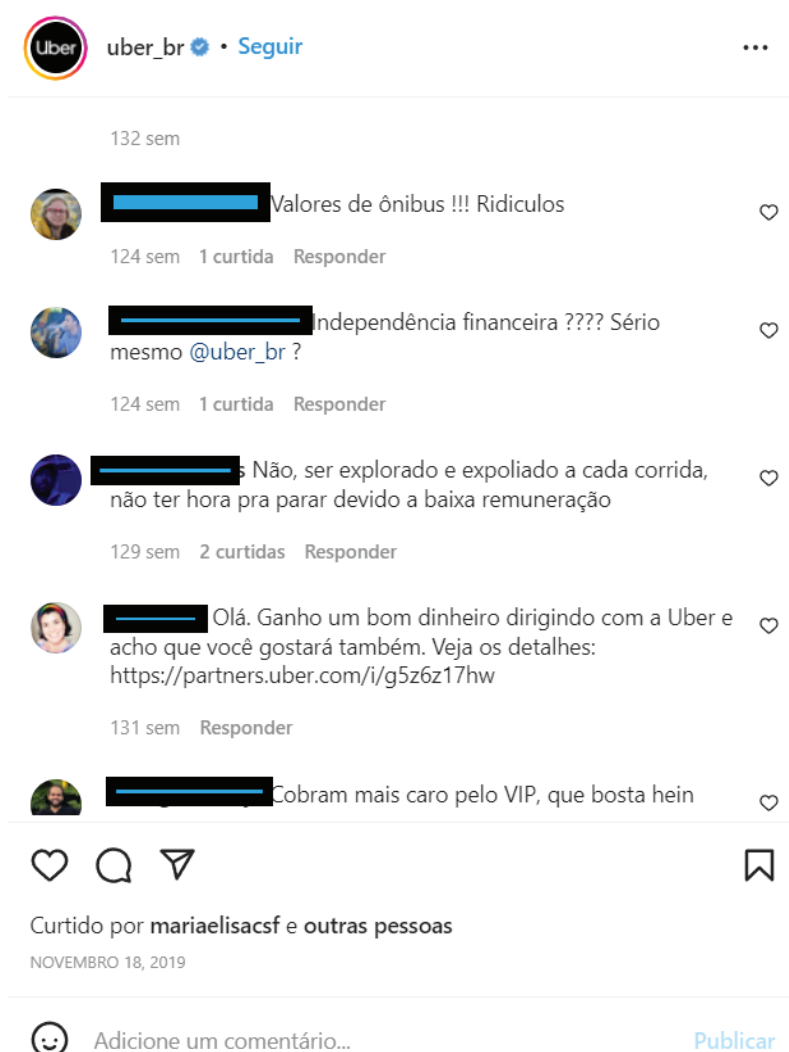 Uber uber_br • Seguir
132 sem
Valores de ônibus !!! Ridiculos
124 sem 1 curtida Responder
Independência financeira ???? Sério
mesmo @uber_br ?
124 sem 1 curtida Responder
s Não, ser explorado e expoliado a cada corrida,
não ter hora pra parar devido a baixa remuneração
129 sem 2 curtidas Responder
Olá. Ganho um bom dinheiro dirigindo com a Uber e
acho que você gostará também. Veja os detalhes:
https://partners.uber.com/i/g5z6z17hw
131 sem Responder
Cobram mais caro pelo VIP, que bosta hein
Curtido por mariaelisacsf e outras pessoas
NOVEMBRO 18, 2019
Adicione um comentário... Publicar